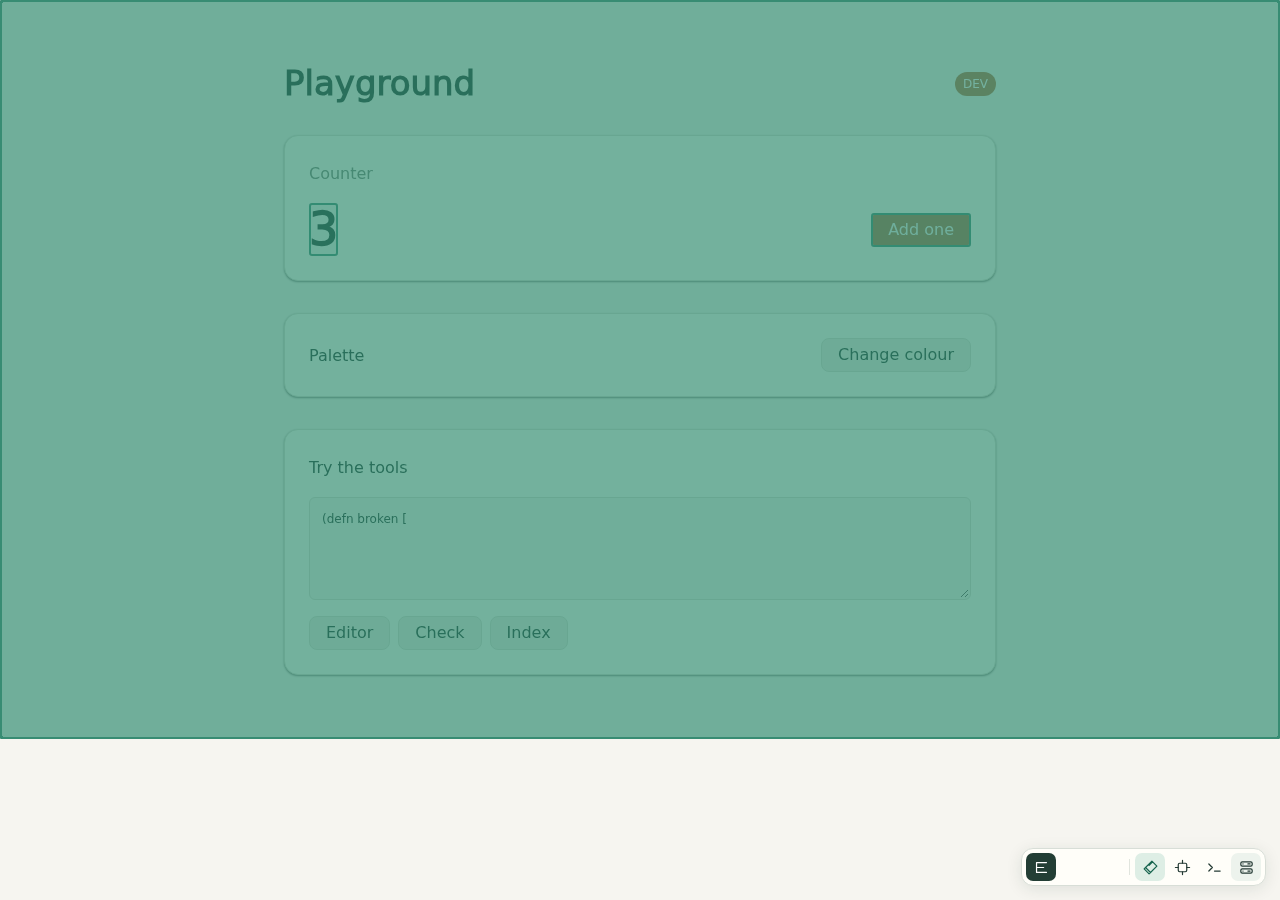 Playground
DEV
Counter
3
Add one
Palette
Change colour
Try the tools
(defn broken [
Editor
Check
Index